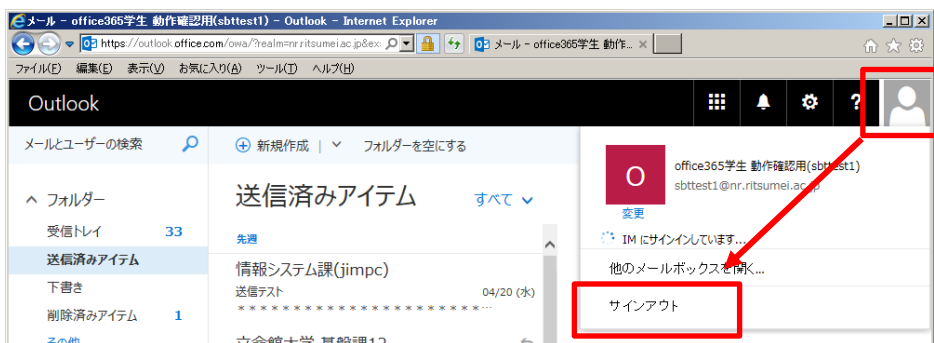 メール - office365学生 動作確認用(sbttest1) - Outlook - Internet Explorer
https://outlook.office.com/owa/?realm=nr.ritsumei.ac.jp&ex
メール - office365学生 動作...
ファイル(F) 編集(E) 表示(V) お気に入り(A) ツール(T) ヘルプ(H)
Outlook
?
メールとユーザーの検索
新規作成 | フォルダーを空にする
フォルダー
受信トレイ 33
送信済みアイテム
下書き
削除済みアイテム 1
その他
送信済みアイテム すべて
先週
情報システム課(jimpc)
送信テスト 04/20 (水)
* * * * * * * * * * * * * * * * * * * * * * *…
立命館大学 基盤課12
O
office365学生 動作確認用(sbttest1)
sbttest1@nr.ritsumei.ac.jp
変更
IM にサインインしています...
他のメールボックスを開く...
サインアウト